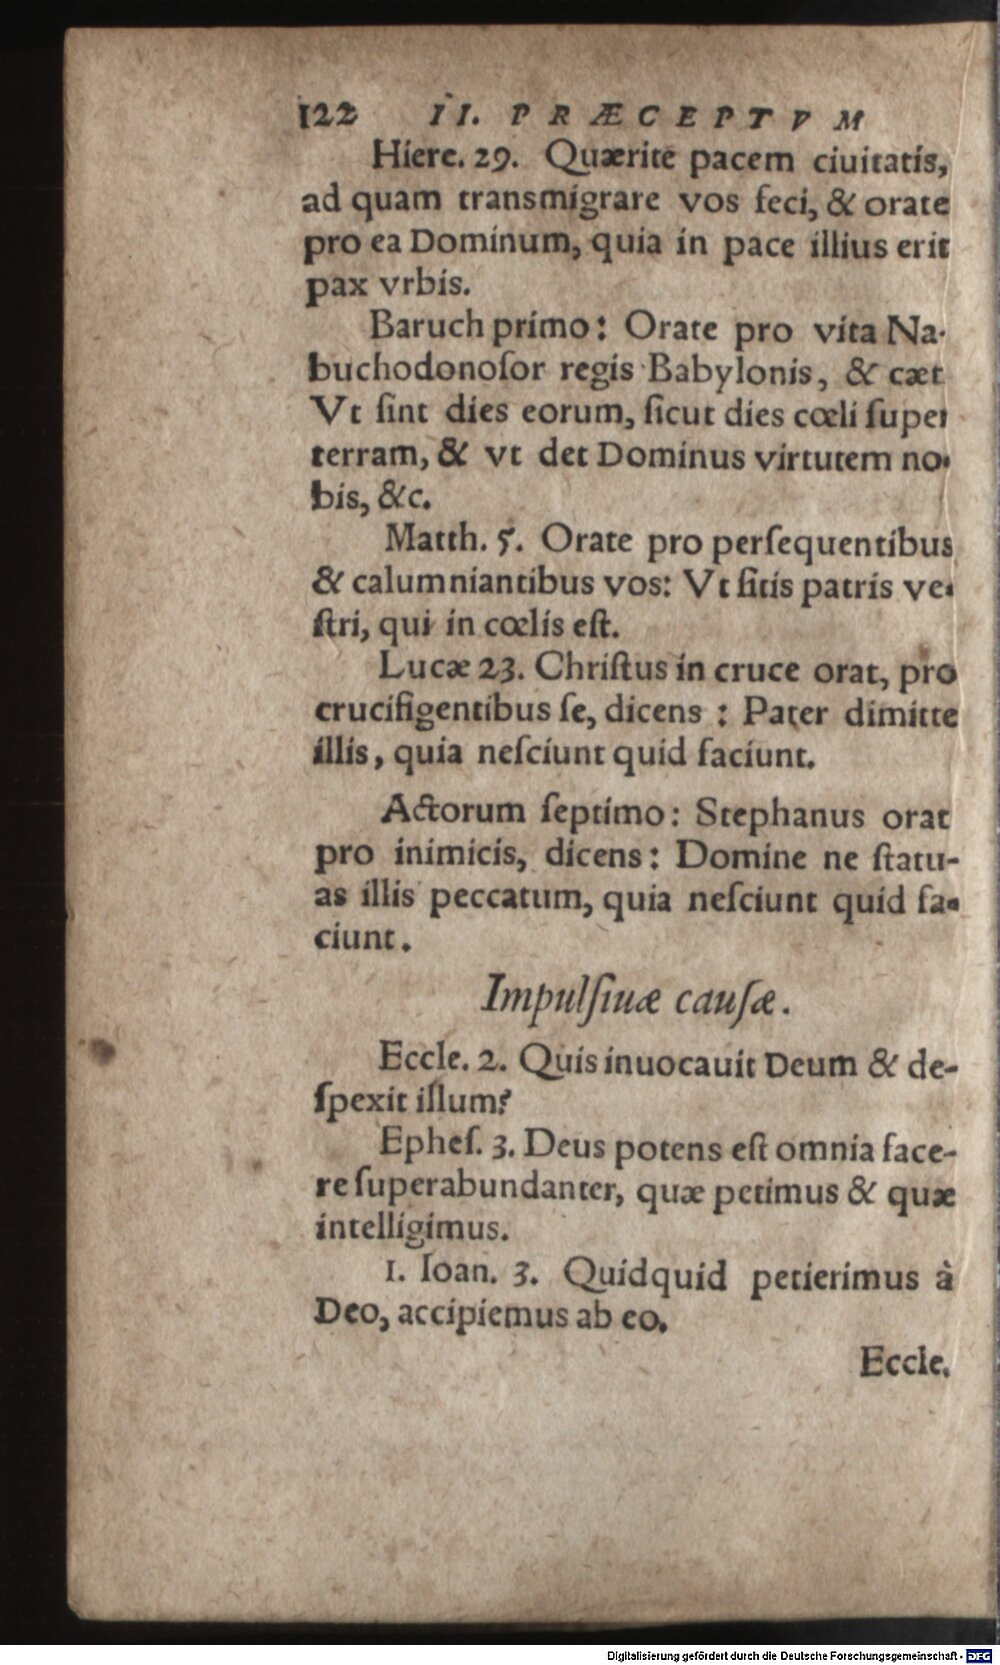 122 II. PRÆCEPTVM
Hiere. 29. Quærite pacem ciuitatis,
ad quam transmigrare vos feci, & orate
pro ea Dominum, quia in pace illius erit
pax vrbis.
Baruch primo: Orate pro vita Na-
buchodonoſor regis Babylonis, & cæt
Vt ſint dies eorum, ſicut dies cœli ſuper
terram, & vt det Dominus virtutem no-
bis, &c.
Matth. 5. Orate pro perſequentibus
& calumniantibus vos: Vt ſitis patris ve-
ſtri, qui in cœlis eſt.
Lucæ 23. Chriſtus in cruce orat, pro
crucifigentibus ſe, dicens : Pater dimitte
illis, quia neſciunt quid faciunt.
Actorum ſeptimo: Stephanus orat
pro inimicis, dicens: Domine ne ſtatu-
as illis peccatum, quia neſciunt quid fa-
ciunt.
Impulſiuæ cauſæ.
Eccle. 2. Quis inuocauit Deum & de-
ſpexit illum?
Epheſ. 3. Deus potens eſt omnia face-
re ſuperabundanter, quæ petimus & quæ
intelligimus.
1. Ioan. 3. Quidquid petierimus à
Deo, accipiemus ab eo.
Eccle.
Digitalisierung gefördert durch die Deutsche Forschungsgemeinschaft - DFG